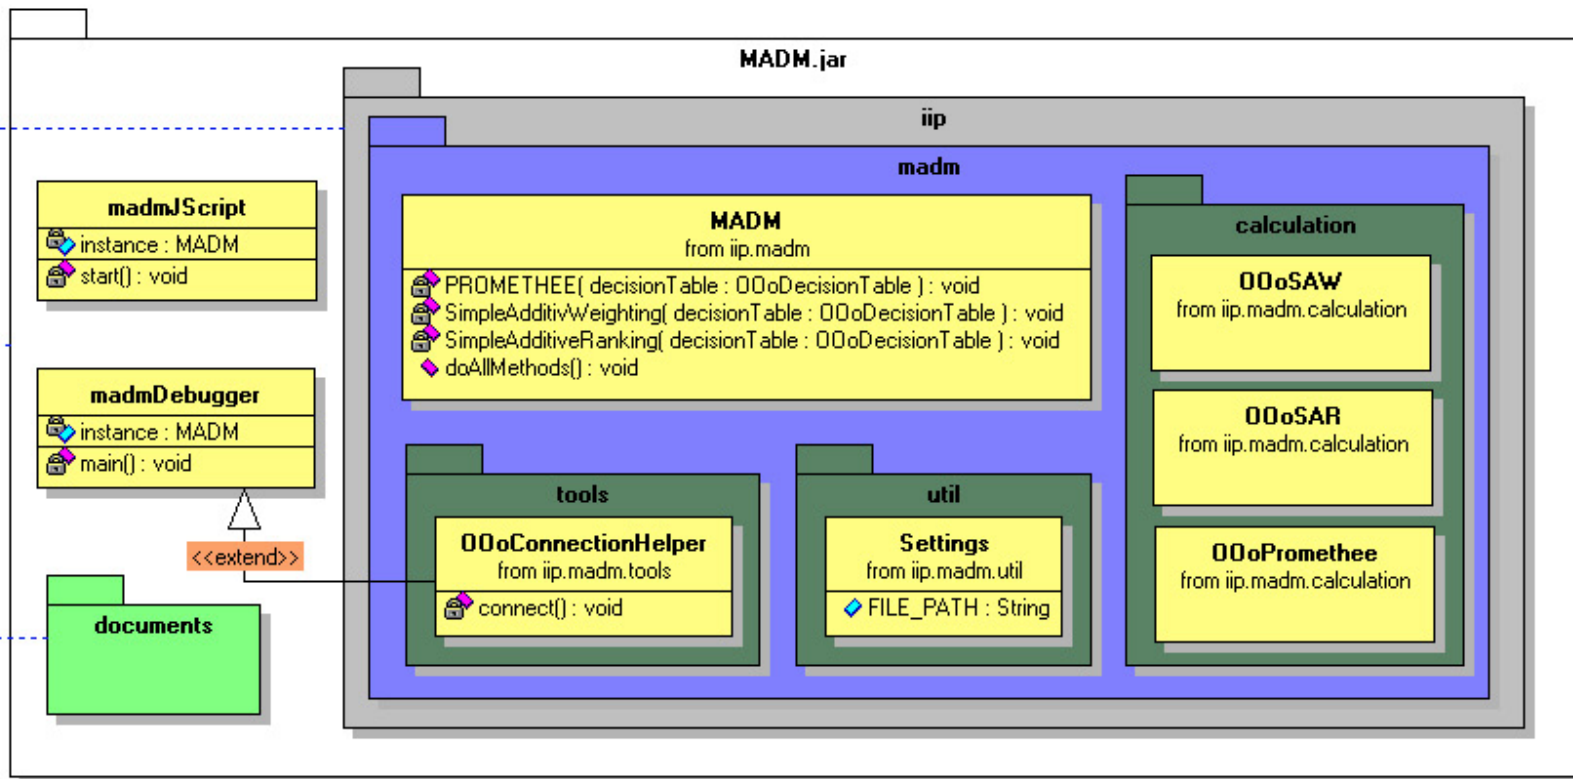 MADM.jar
iip
madm
madmJScript
instance : MADM
start() : void
madmDebugger
instance : MADM
main() : void
<<extend>>
documents
MADM
from iip.madm
PROMETHEE( decisionTable : OOoDecisionTable ) : void
SimpleAdditivWeighting( decisionTable : OOoDecisionTable ) : void
SimpleAdditiveRanking( decisionTable : OOoDecisionTable ) : void
doAllMethods() : void
tools
OOoConnectionHelper
from iip.madm.tools
connect() : void
util
Settings
from iip.madm.util
FILE_PATH : String
calculation
OOoSAW
from iip.madm.calculation
OOoSAR
from iip.madm.calculation
OOoPromethee
from iip.madm.calculation